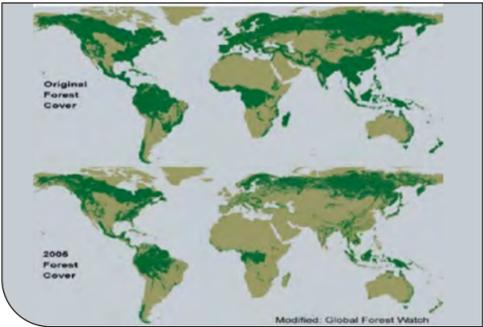 Original
Forest
Cover
2006
Forest
Cover
Modified: Global Forest Watch